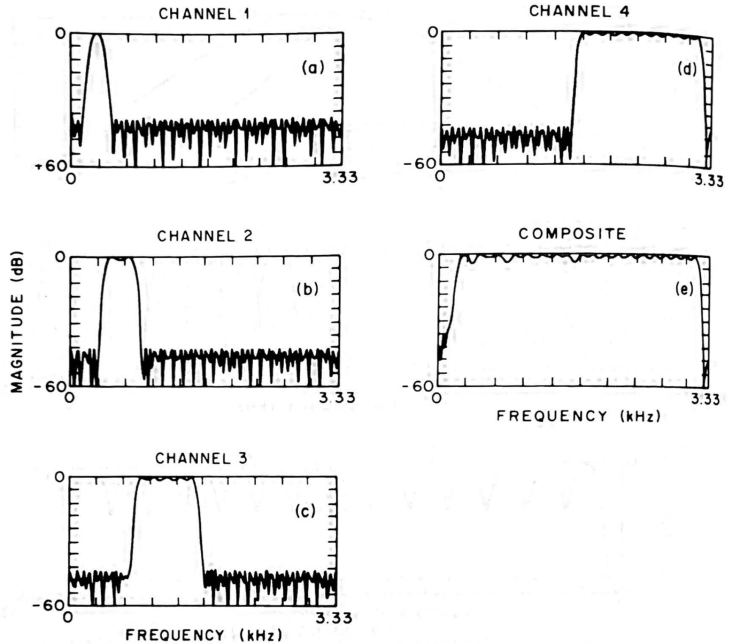 CHANNEL 1
0
(a)
+60
0
3.33
CHANNEL 4
0
(d)
-60
0
3.33
CHANNEL 2
0
(b)
-60
0
3.33
MAGNITUDE (dB)
COMPOSITE
0
(e)
-60
0
3.33
FREQUENCY (kHz)
CHANNEL 3
0
(c)
-60
0
3.33
FREQUENCY (kHz)